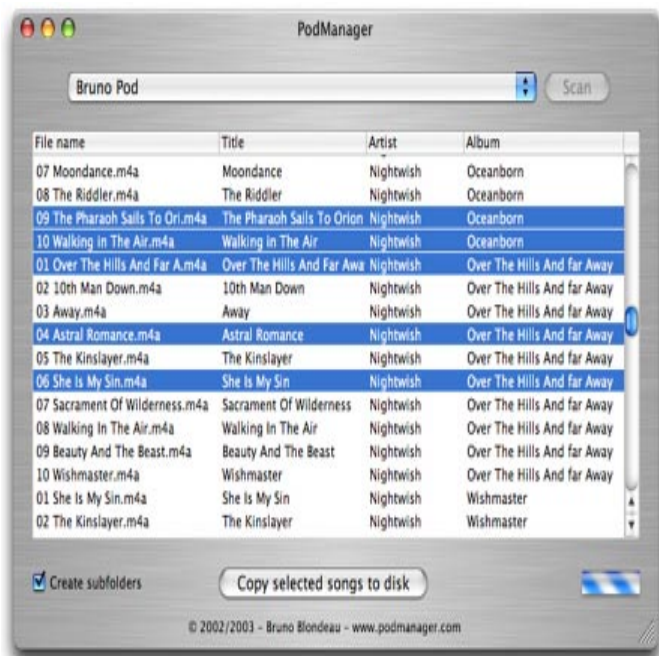 PodManager
Bruno Pod Scan
File name Title Artist Album
07 Moondance.m4a Moondance Nightwish Oceanborn
08 The Riddler.m4a The Riddler Nightwish Oceanborn
09 The Pharaoh Sails To Ori.m4a The Pharaoh Sails To Orion Nightwish Oceanborn
10 Walking In The Air.m4a Walking In The Air Nightwish Oceanborn
01 Over The Hills And Far A.m4a Over The Hills And Far Awa Nightwish Over The Hills And far Away
02 10th Man Down.m4a 10th Man Down Nightwish Over The Hills And far Away
03 Away.m4a Away Nightwish Over The Hills And far Away
04 Astral Romance.m4a Astral Romance Nightwish Over The Hills And far Away
05 The Kinslayer.m4a The Kinslayer Nightwish Over The Hills And far Away
06 She Is My Sin.m4a She Is My Sin Nightwish Over The Hills And far Away
07 Sacrament Of Wilderness.m4a Sacrament Of Wilderness Nightwish Over The Hills And far Away
08 Walking In The Air.m4a Walking In The Air Nightwish Over The Hills And far Away
09 Beauty And The Beast.m4a Beauty And The Beast Nightwish Over The Hills And far Away
10 Wishmaster.m4a Wishmaster Nightwish Over The Hills And far Away
01 She Is My Sin.m4a She Is My Sin Nightwish Wishmaster
02 The Kinslayer.m4a The Kinslayer Nightwish Wishmaster
Create subfolders Copy selected songs to disk
© 2002/2003 – Bruno Blondeau – www.podmanager.com